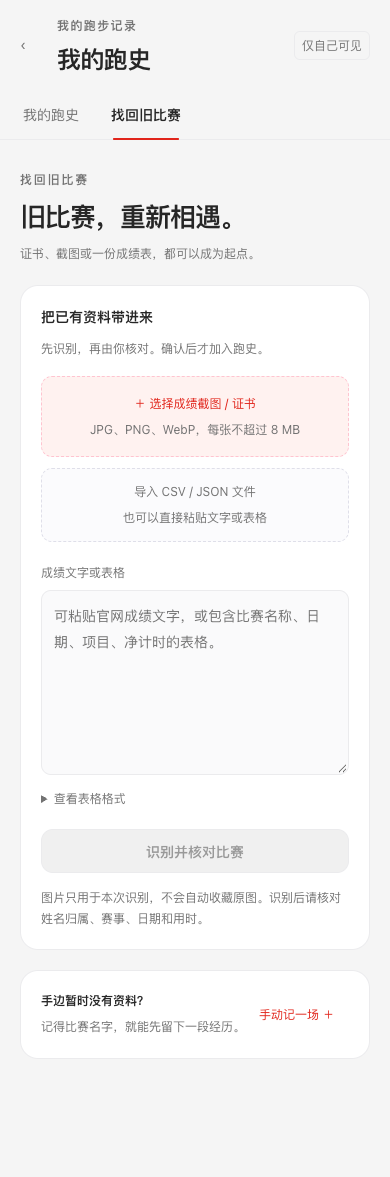 我的跑步记录
‹
我的跑史
仅自己可见
我的跑史
找回旧比赛
找回旧比赛
旧比赛，重新相遇。
证书、截图或一份成绩表，都可以成为起点。
把已有资料带进来
先识别，再由你核对。确认后才加入跑史。
＋ 选择成绩截图 / 证书
JPG、PNG、WebP，每张不超过 8 MB
导入 CSV / JSON 文件
也可以直接粘贴文字或表格
成绩文字或表格
可粘贴官网成绩文字，或包含比赛名称、日
期、项目、净计时的表格。
▶ 查看表格格式
识别并核对比赛
图片只用于本次识别，不会自动收藏原图。识别后请核对
姓名归属、赛事、日期和用时。
手边暂时没有资料？
记得比赛名字，就能先留下一段经历。
手动记一场 ＋